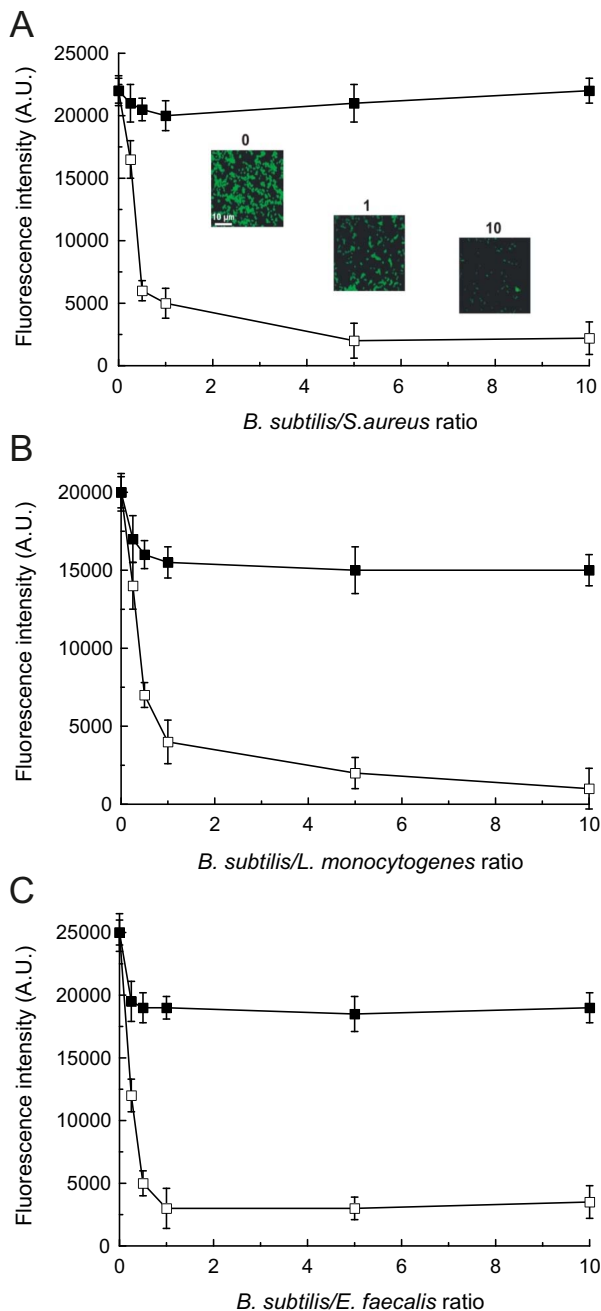 A
Fluorescence intensity (A.U.)
25000
20000
15000
10000
5000
0
0
10 µm
1
10
0 2 4 6 8 10
B. subtilis/S.aureus ratio
B
Fluorescence intensity (A.U.)
20000
15000
10000
5000
0
0 2 4 6 8 10
B. subtilis/L. monocytogenes ratio
C
Fluorescence intensity (A.U.)
25000
20000
15000
10000
5000
0
0 2 4 6 8 10
B. subtilis/E. faecalis ratio